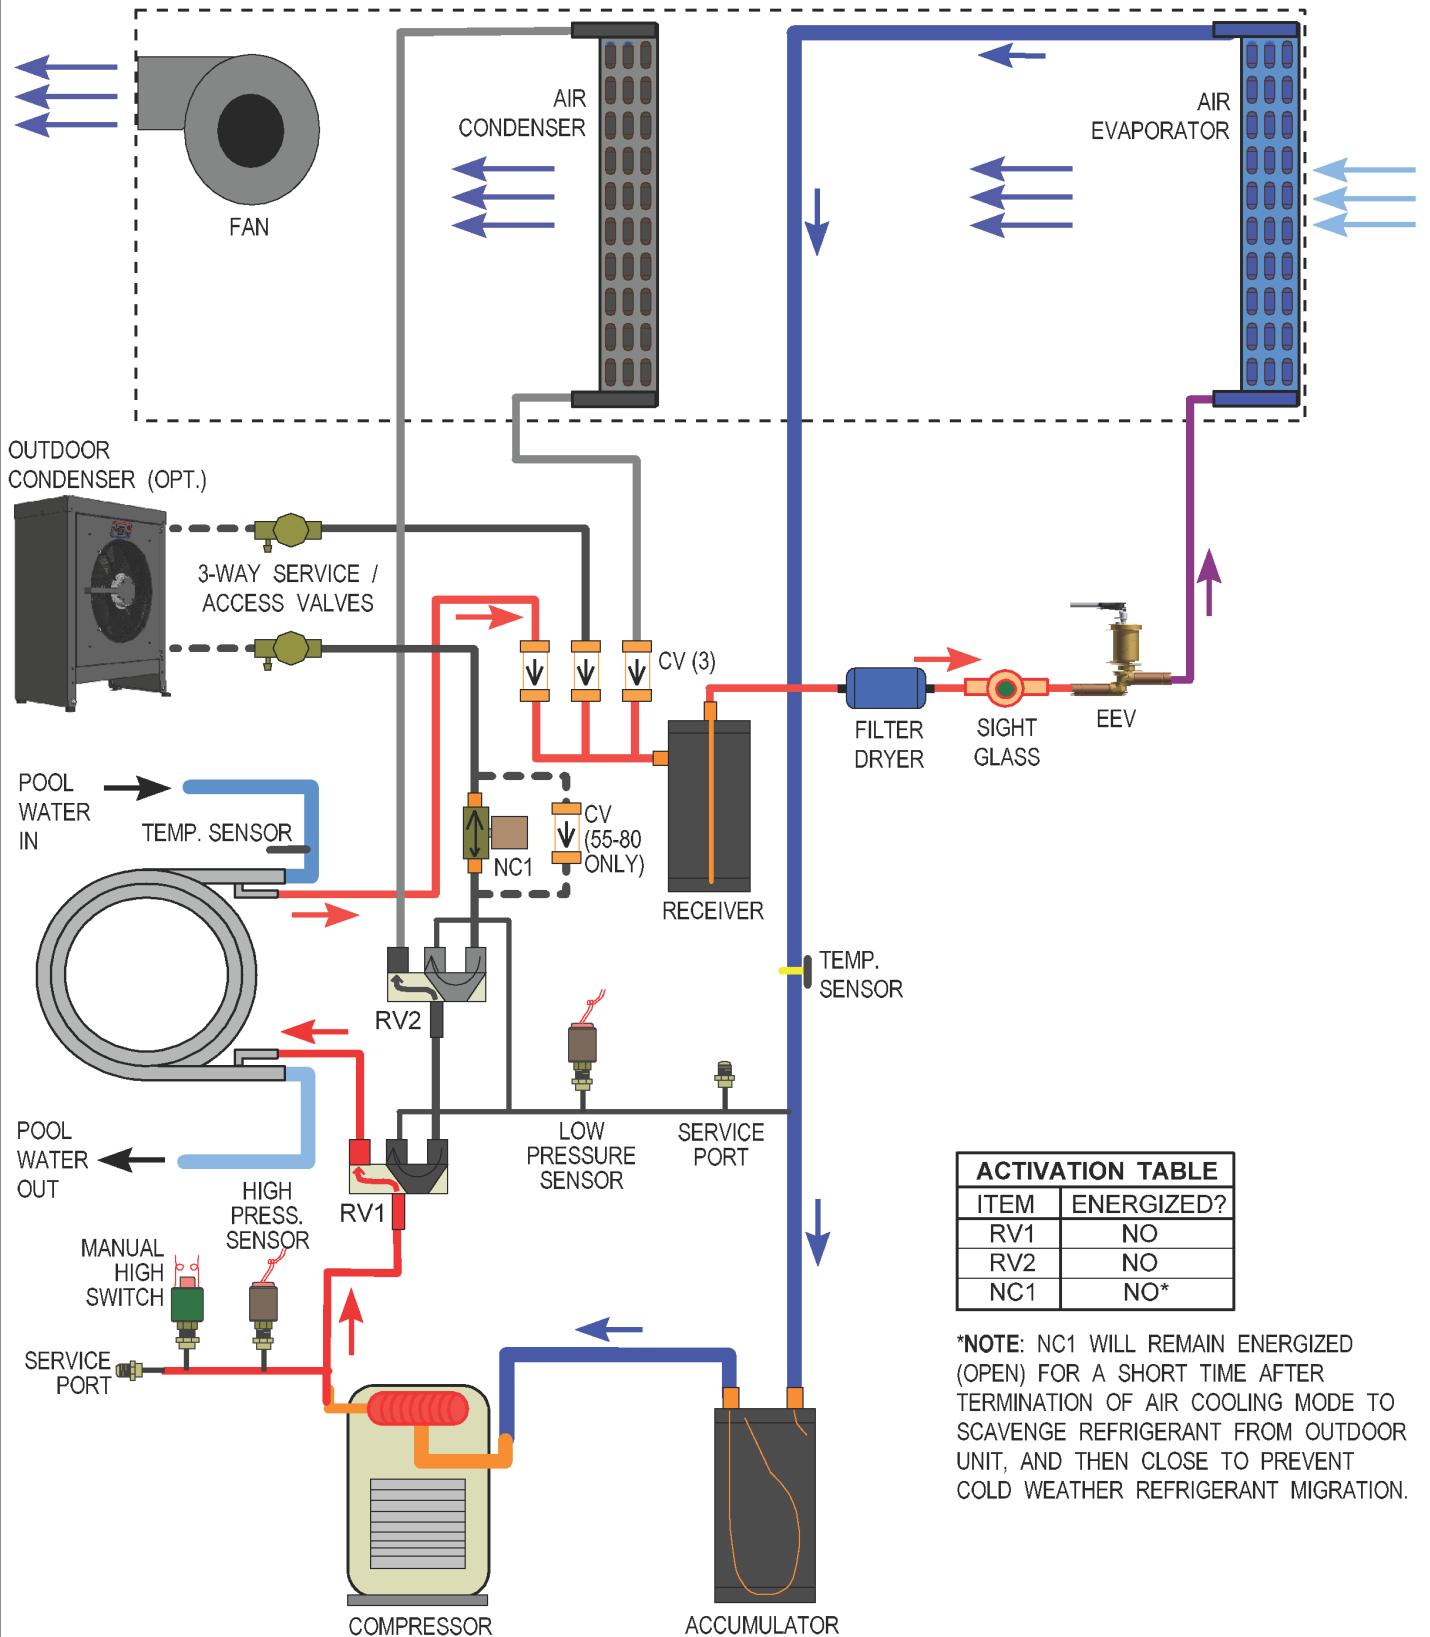 AIR
CONDENSER
AIR
EVAPORATOR
FAN
OUTDOOR
CONDENSER (OPT.)
3-WAY SERVICE /
ACCESS VALVES
CV (3)
FILTER
DRYER
SIGHT
GLASS
EEV
POOL
WATER
IN
TEMP. SENSOR
NC1
CV
(55-80
ONLY)
RECEIVER
TEMP.
SENSOR
RV2
POOL
WATER
OUT
LOW
PRESSURE
SENSOR
SERVICE
PORT
HIGH
PRESS.
SENSOR
RV1
MANUAL
HIGH
SWITCH
SERVICE
PORT
COMPRESSOR
ACCUMULATOR
ACTIVATION TABLE
ITEM ENERGIZED?
RV1 NO
RV2 NO
NC1 NO*
*NOTE: NC1 WILL REMAIN ENERGIZED
(OPEN) FOR A SHORT TIME AFTER
TERMINATION OF AIR COOLING MODE TO
SCAVENGE REFRIGERANT FROM OUTDOOR
UNIT, AND THEN CLOSE TO PREVENT
COLD WEATHER REFRIGERANT MIGRATION.